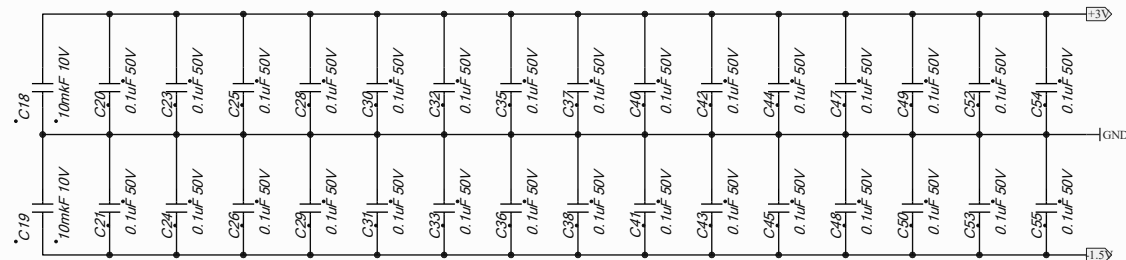 +3V
C18
10mkF 10V
C20
0.1uF 50V
C23
0.1uF 50V
C25
0.1uF 50V
C28
0.1uF 50V
C30
0.1uF 50V
C32
0.1uF 50V
C35
0.1uF 50V
C37
0.1uF 50V
C40
0.1uF 50V
C42
0.1uF 50V
C44
0.1uF 50V
C47
0.1uF 50V
C49
0.1uF 50V
C52
0.1uF 50V
C54
0.1uF 50V
GND
C19
10mkF 10V
C21
0.1uF 50V
C24
0.1uF 50V
C26
0.1uF 50V
C29
0.1uF 50V
C31
0.1uF 50V
C33
0.1uF 50V
C36
0.1uF 50V
C38
0.1uF 50V
C41
0.1uF 50V
C43
0.1uF 50V
C45
0.1uF 50V
C48
0.1uF 50V
C50
0.1uF 50V
C53
0.1uF 50V
C55
0.1uF 50V
-1.5V